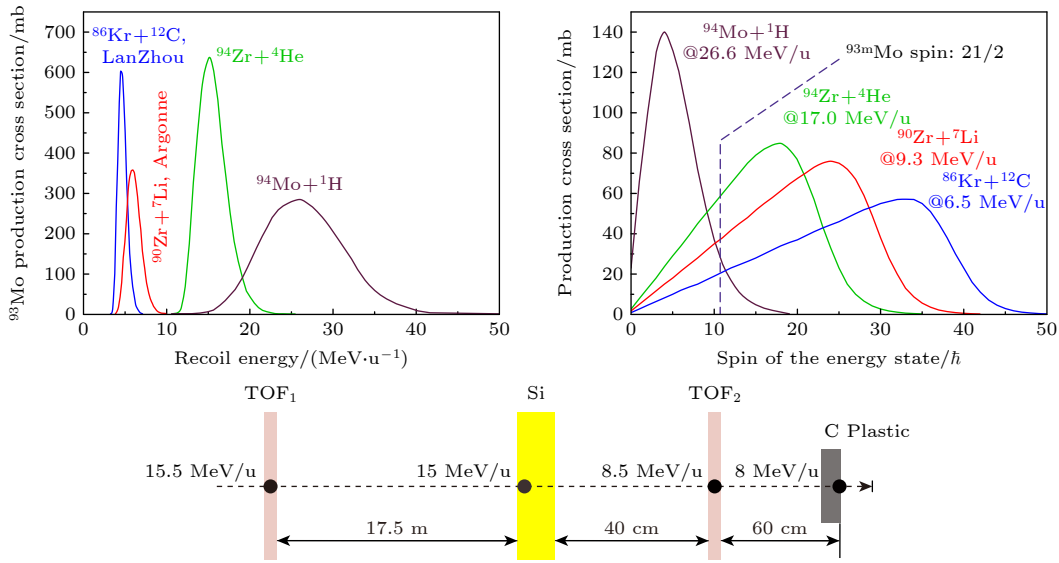 ⁹³Mo production cross section/mb
700
600
500
400
300
200
100
0
⁸⁶Kr+¹²C,
LanZhou
⁹⁴Zr+⁴He
⁹⁰Zr+⁷Li, Argonne
⁹⁴Mo+¹H
0 10 20 30 40 50
Recoil energy/(MeV·u⁻¹)
Production cross section/mb
140
120
100
80
60
40
20
0
⁹⁴Mo+¹H
@26.6 MeV/u
⁹³ᵐMo spin: 21/2
⁹⁴Zr+⁴He
@17.0 MeV/u
⁹⁰Zr+⁷Li
@9.3 MeV/u
⁸⁶Kr+¹²C
@6.5 MeV/u
0 10 20 30 40 50
Spin of the energy state/ℏ
TOF₁ Si TOF₂
C Plastic
15.5 MeV/u 15 MeV/u 8.5 MeV/u 8 MeV/u
17.5 m 40 cm 60 cm